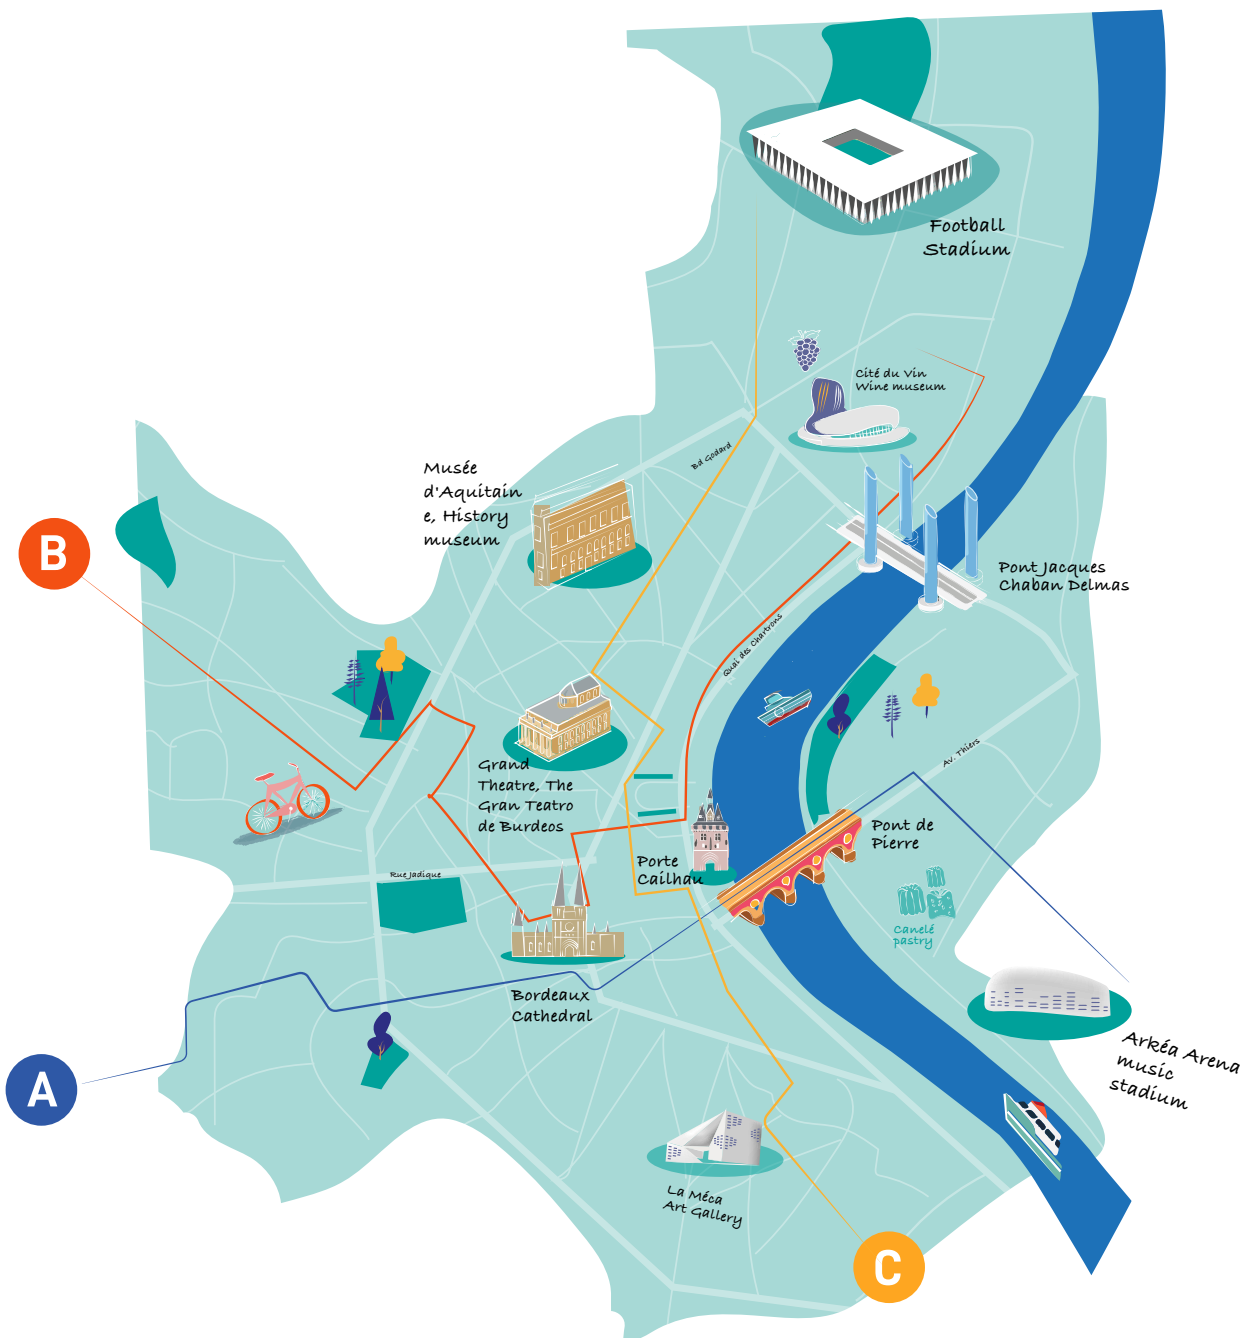 Football
Stadium
Cité du Vin
Wine museum
Bd Godard
Musée
d'Aquitain
e, History
museum
B
Pont Jacques
Chaban Delmas
Quai des Chartrons
Av. Thiers
Grand
Theatre, The
Gran Teatro
de Burdeos
Pont de
Pierre
Porte
Cailhau
Rue Jadique
Canelé
pastry
Bordeaux
Cathedral
Arkéa Arena
music
stadium
A
La Méca
Art Gallery
C